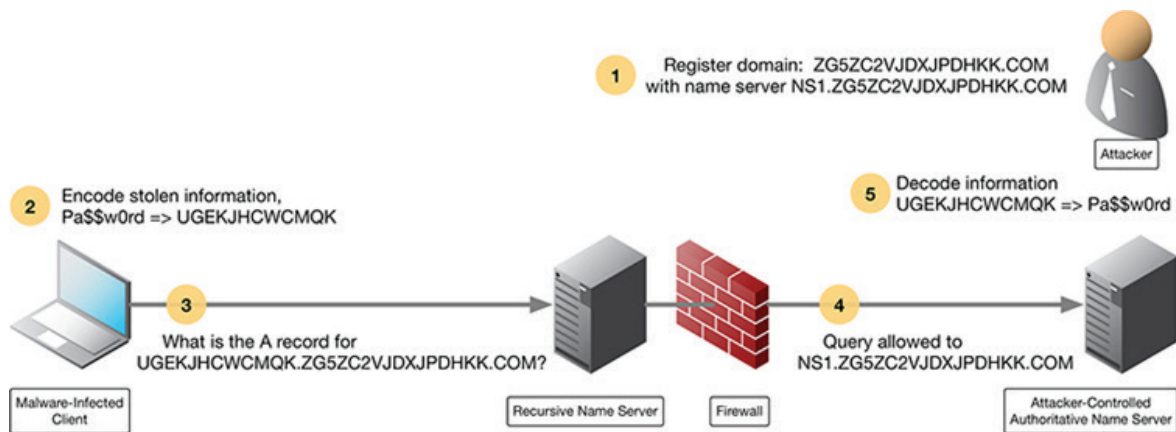 1
Register domain: ZG5ZC2VJDXJPDHKK.COM
with name server NS1.ZG5ZC2VJDXJPDHKK.COM
Attacker
2
Encode stolen information,
Pa$$w0rd => UGEKJHCWCMQK
5
Decode information
UGEKJHCWCMQK => Pa$$w0rd
3
What is the A record for
UGEKJHCWCMQK.ZG5ZC2VJDXJPDHKK.COM?
4
Query allowed to
NS1.ZG5ZC2VJDXJPDHKK.COM
Malware-Infected
Client
Recursive Name Server
Firewall
Attacker-Controlled
Authoritative Name Server